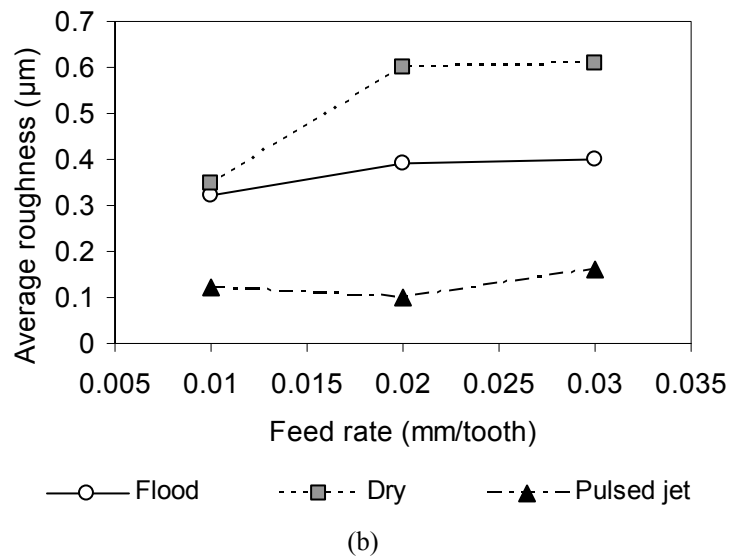 0.7
0.6
0.5
0.4
0.3
0.2
0.1
0
Average roughness (μm)
0.005 0.01 0.015 0.02 0.025 0.03 0.035
Feed rate (mm/tooth)
Flood Dry Pulsed jet
(b)